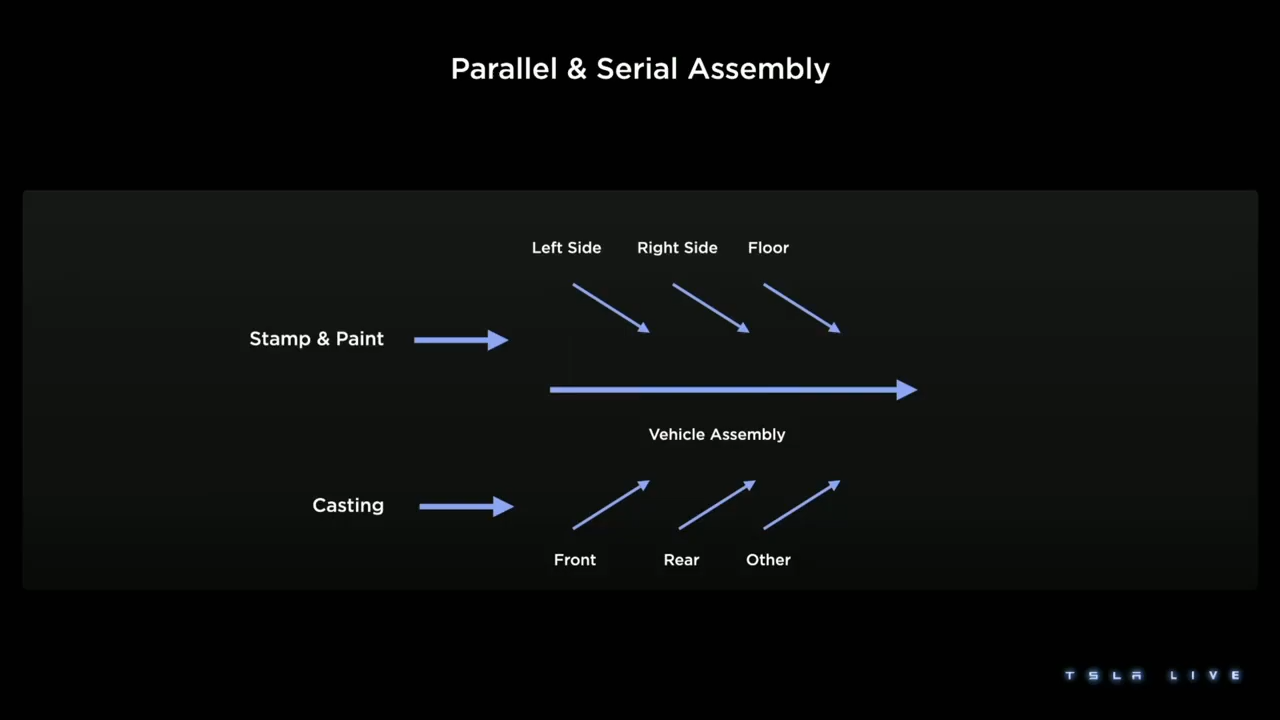 Parallel & Serial Assembly
Left Side
Right Side
Floor
Stamp & Paint
Vehicle Assembly
Casting
Front
Rear
Other
TSLA LIVE